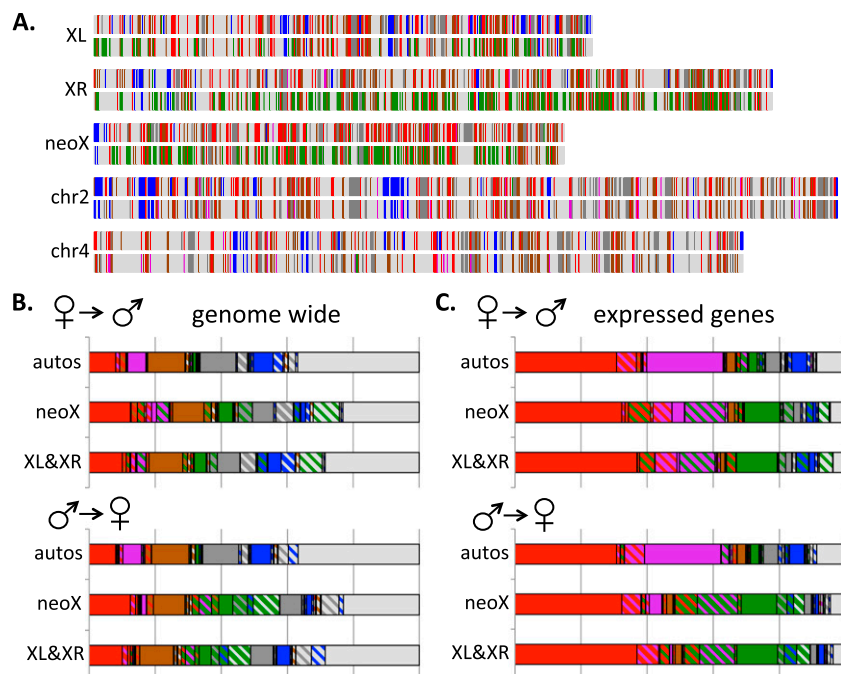 A.
XL
XR
neoX
chr2
chr4
B.
♀→♂ genome wide
autos
neoX
XL&XR
♂→♀
autos
neoX
XL&XR
C.
♀→♂ expressed genes
autos
neoX
XL&XR
♂→♀
autos
neoX
XL&XR